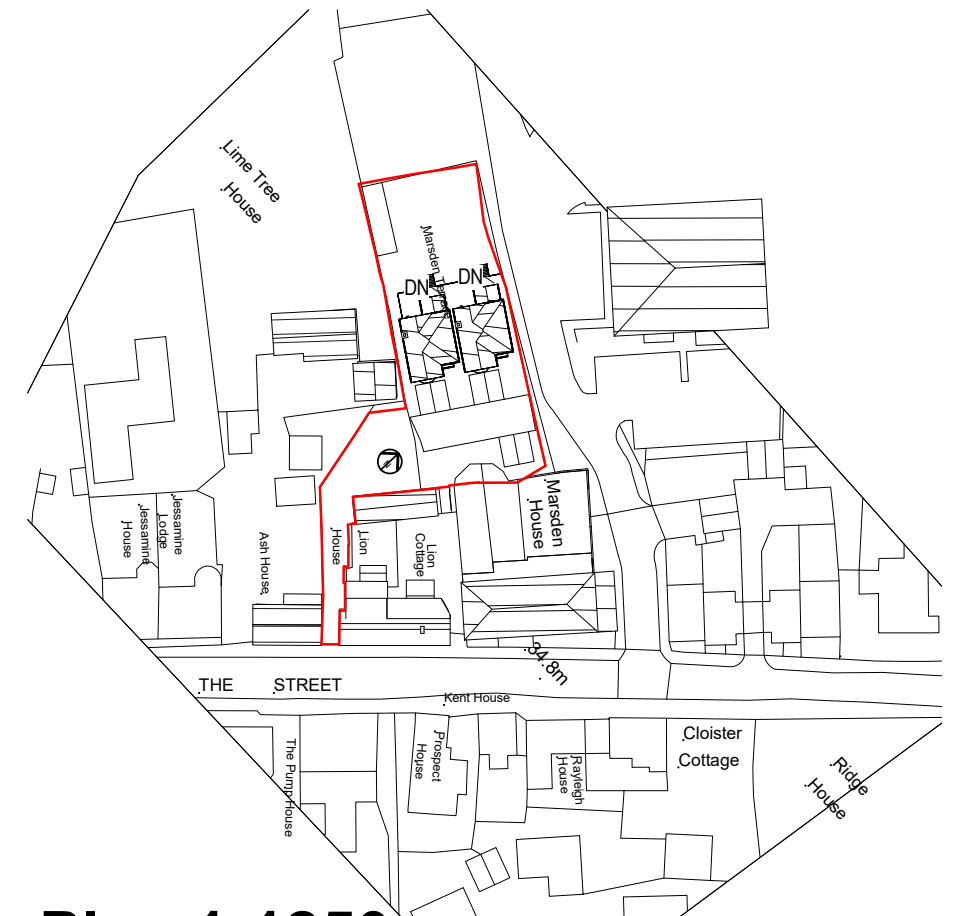 Lime Tree
House
Marsden Terrace
DN
DN
Marsden
House
Jessamine
Lodge
Jessamine
House
Ash House
Lion
House
Lion
Cottage
34.8m
THE STREET
Kent House
The Pump House
Prospect
House
Rayleigh
House
Cloister
Cottage
Ridge
House